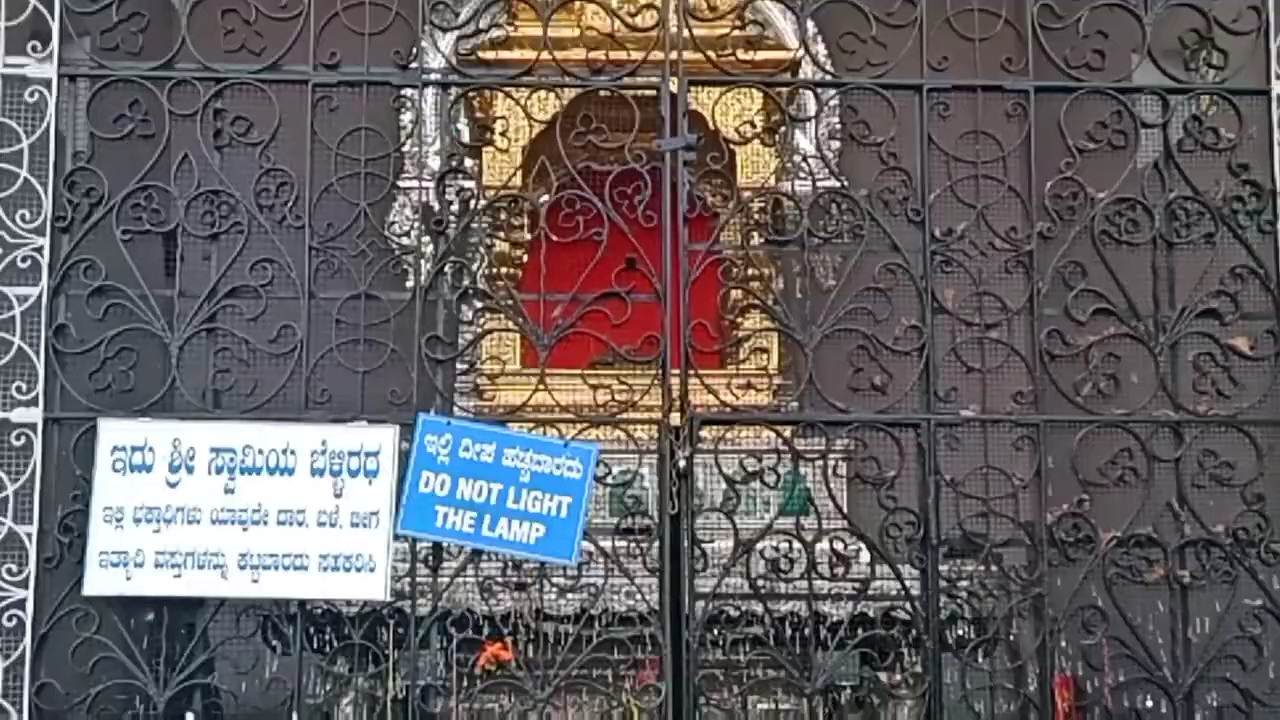 ಇದು ಶ್ರೀ ಸ್ವಾಮಿಯ ಬೆಳ್ಳಿರಥ
ಇಲ್ಲಿ ಭಕ್ತಾಧಿಗಳು ಯಾವುದೇ ದಾರ, ಬಳೆ, ಬೀಗ
ಇತ್ಯಾದಿ ವಸ್ತುಗಳನ್ನು ಕಟ್ಟಬಾರದು ಸಹಕರಿಸಿ
ಇಲ್ಲಿ ದೀಪ ಹಚ್ಚಬಾರದು
DO NOT LIGHT
THE LAMP